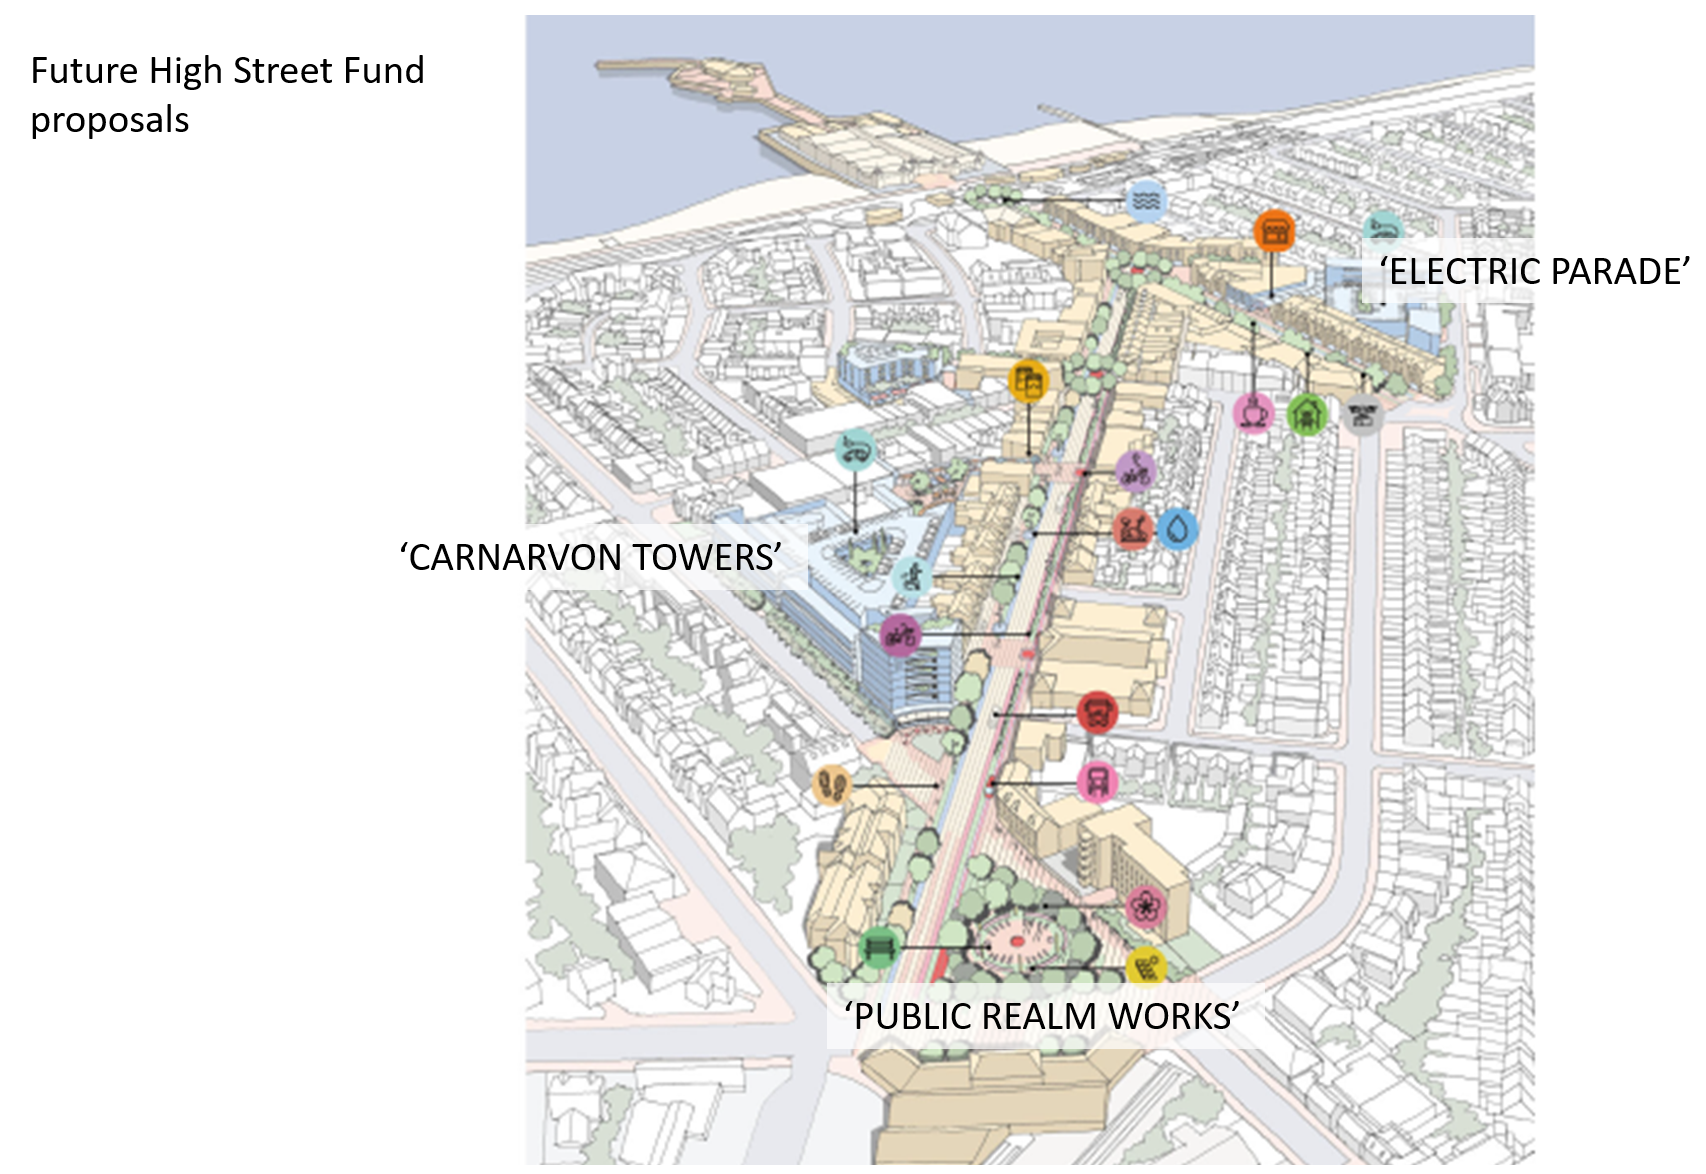 Future High Street Fund
proposals
‘ELECTRIC PARADE’
‘CARNARVON TOWERS’
‘PUBLIC REALM WORKS’